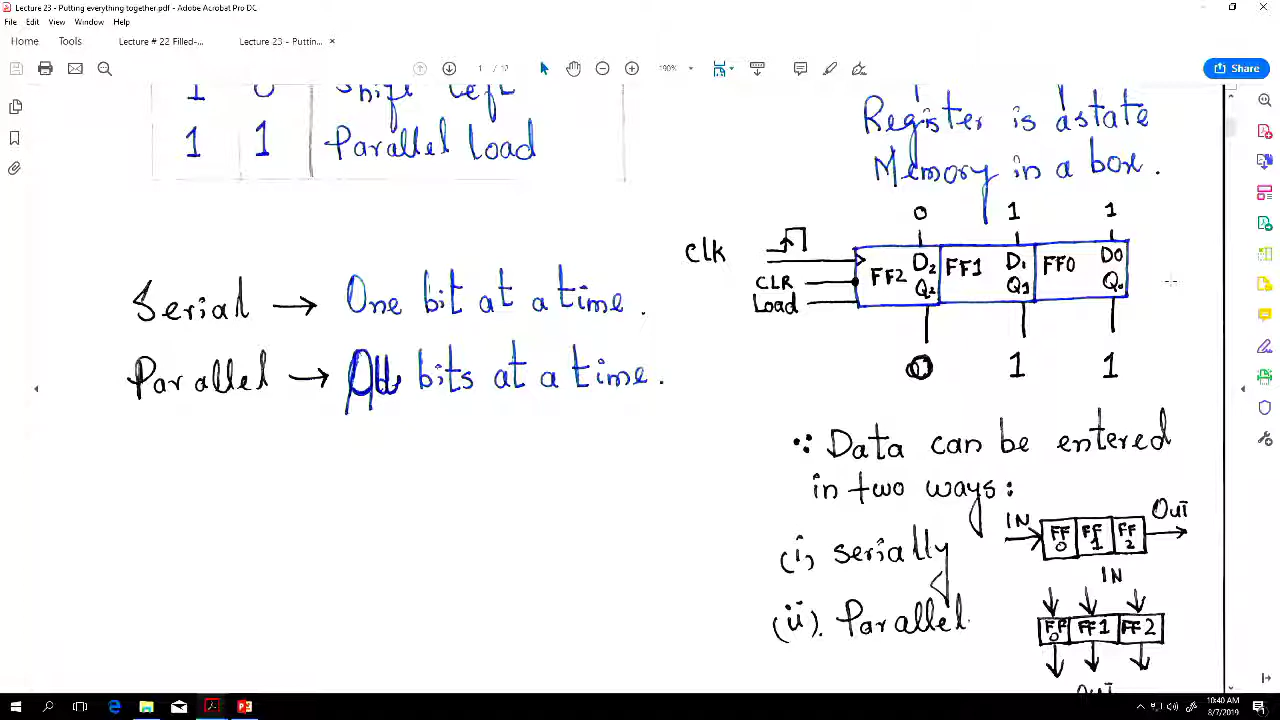 Lecture 23 - Putting everything together.pdf - Adobe Acrobat Pro DC
File Edit View Window Help
Home Tools Lecture # 22 Filled-... Lecture 23 - Puttin... ×
1 / 12 190% Share
1 0 Shift Left
1 1 Parallel Load
Register is a state
Memory in a box.
0 1 1
Clk
FF2 D2 FF1 D1 FF0 D0
Q2 Q1 Q0
CLR
Load
0 1 1
Serial → One bit at a time.
Parallel → All bits at a time.
∵ Data can be entered
in two ways:
(i) serially
IN FF0 FF1 FF2 Out
(ii). Parallel
IN
FF0 FF1 FF2
Out
10:40 AM
8/7/2019